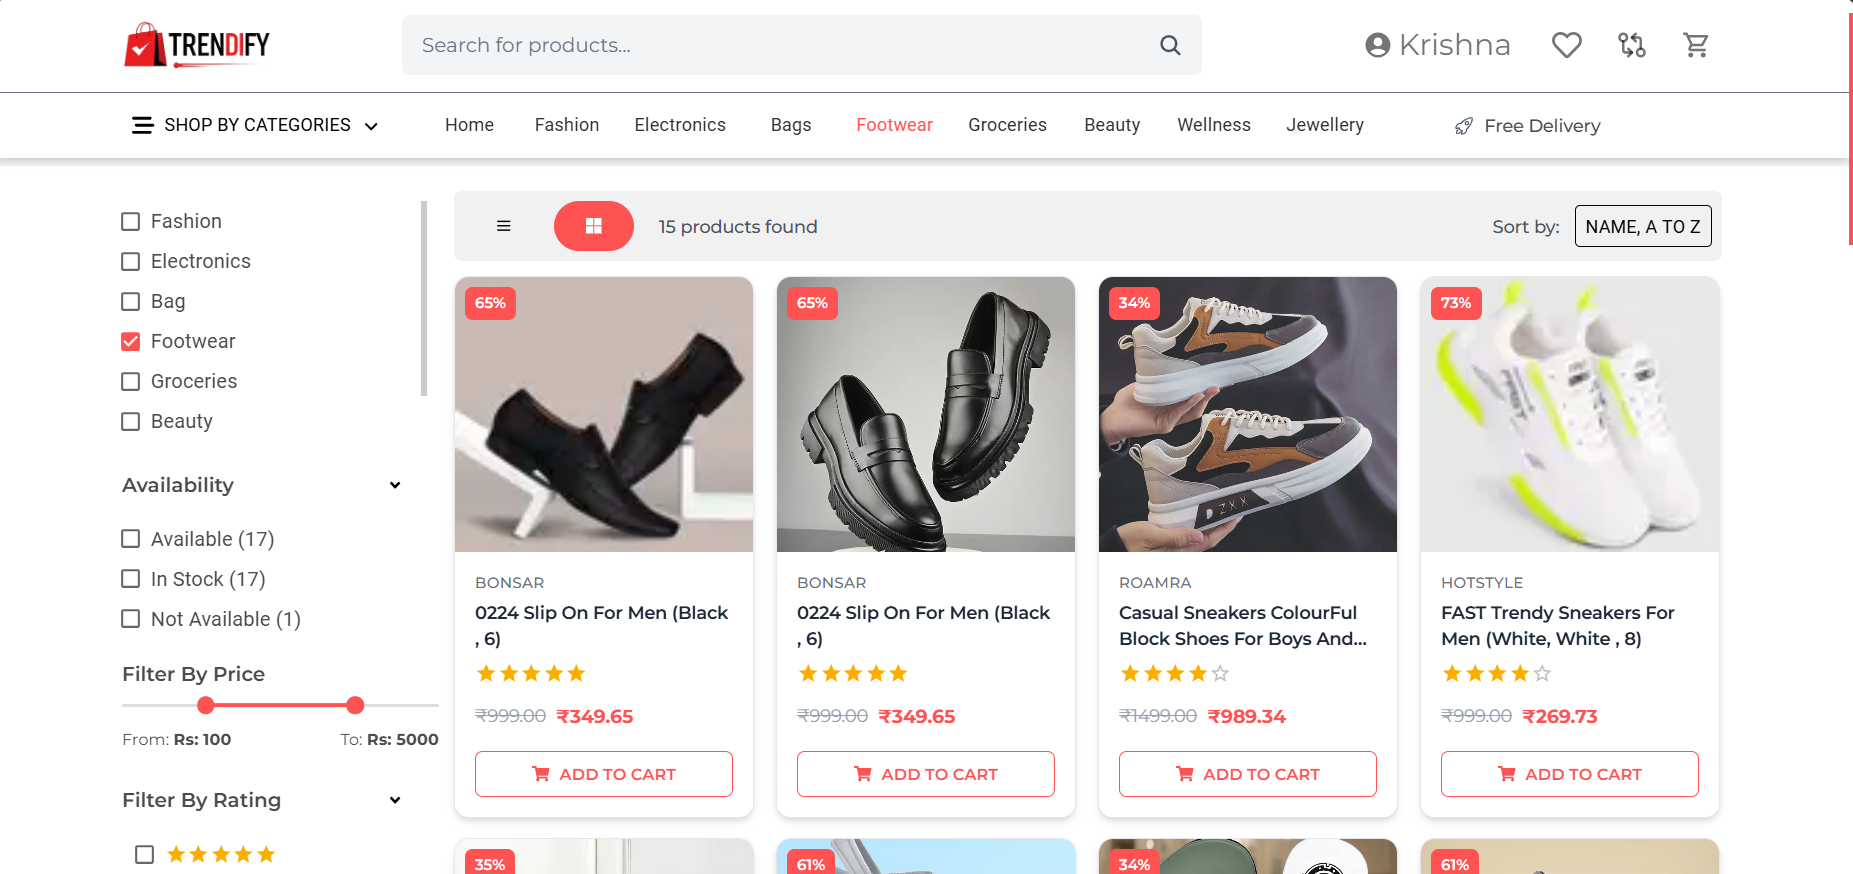 TRENDIFY
Search for products...
Krishna
SHOP BY CATEGORIES
Home
Fashion
Electronics
Bags
Footwear
Groceries
Beauty
Wellness
Jewellery
Free Delivery
Fashion
Electronics
Bag
Footwear
Groceries
Beauty
Availability
Available (17)
In Stock (17)
Not Available (1)
Filter By Price
From: Rs: 100
To: Rs: 5000
Filter By Rating
15 products found
Sort by:
NAME, A TO Z
65%
BONSAR
0224 Slip On For Men (Black
, 6)
₹999.00 ₹349.65
ADD TO CART
65%
BONSAR
0224 Slip On For Men (Black
, 6)
₹999.00 ₹349.65
ADD TO CART
34%
DZXX
ROAMRA
Casual Sneakers ColourFul
Block Shoes For Boys And...
₹1499.00 ₹989.34
ADD TO CART
73%
HOTSTYLE
FAST Trendy Sneakers For
Men (White, White , 8)
₹999.00 ₹269.73
ADD TO CART
35%
61%
34%
61%